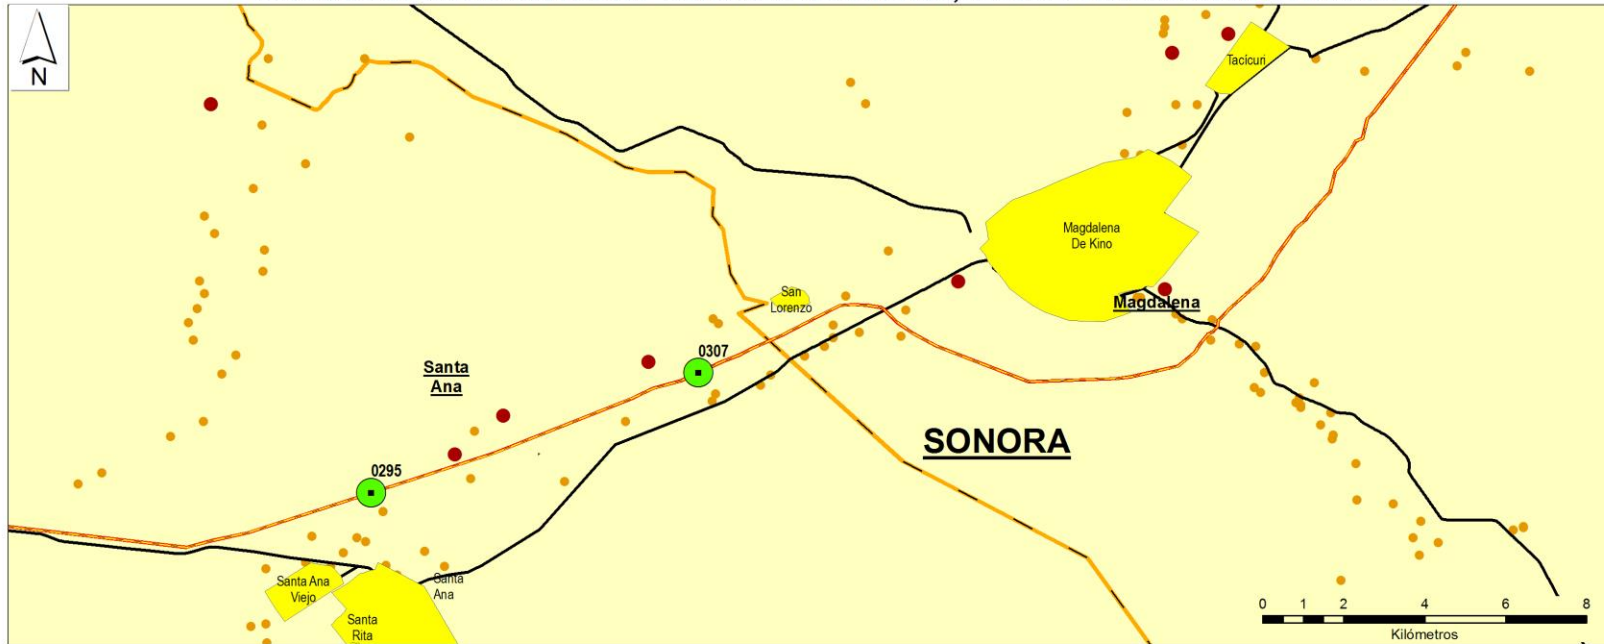 N
Tacícuri
Magdalena
De Kino
San
Lorenzo
Magdalena
0307
Santa
Ana
SONORA
0295
Santa Ana
Viejo
Santa
Ana
Santa
Rita
0 1 2 4 6 8
Kilómetros